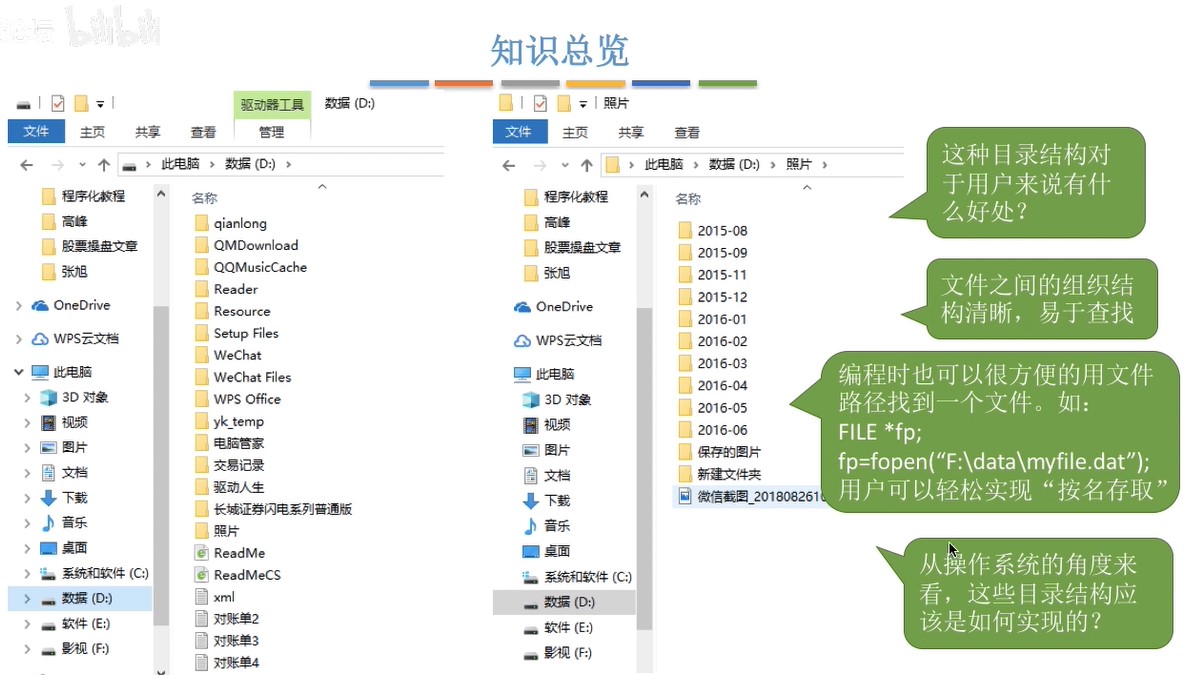 bilibili
知识总览
驱动器工具
数据 (D:)
文件
主页
共享
查看
管理
此电脑
数据 (D:)
程序化教程
高峰
股票操盘文章
张旭
OneDrive
WPS云文档
此电脑
3D 对象
视频
图片
文档
下载
音乐
桌面
系统和软件 (C:)
数据 (D:)
软件 (E:)
影视 (F:)
名称
qianlong
QMDownload
QQMusicCache
Reader
Resource
Setup Files
WeChat
WeChat Files
WPS Office
yk_temp
电脑管家
交易记录
驱动人生
长城证券闪电系列普通版
照片
ReadMe
ReadMeCS
xml
对账单2
对账单3
对账单4
照片
文件
主页
共享
查看
此电脑
数据 (D:)
照片
程序化教程
高峰
股票操盘文章
张旭
OneDrive
WPS云文档
此电脑
3D 对象
视频
图片
文档
下载
音乐
桌面
系统和软件 (C:)
数据 (D:)
软件 (E:)
影视 (F:)
名称
2015-08
2015-09
2015-11
2015-12
2016-01
2016-02
2016-03
2016-04
2016-05
2016-06
保存的图片
新建文件夹
微信截图_2018082610
这种目录结构对
于用户来说有什
么好处？
文件之间的组织结
构清晰，易于查找
编程时也可以很方便的用文件
路径找到一个文件。如：
FILE *fp;
fp=fopen(“F:\data\myfile.dat”);
用户可以轻松实现“按名存取”
从操作系统的角度来
看，这些目录结构应
该是如何实现的？